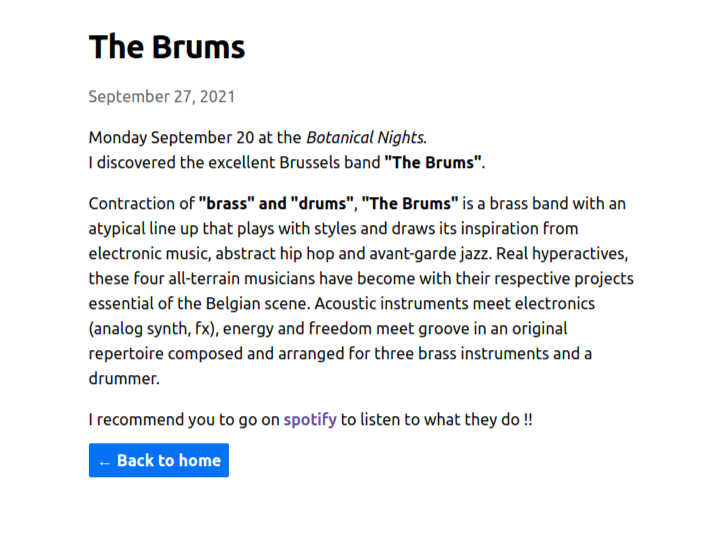 The Brums
September 27, 2021
Monday September 20 at the Botanical Nights.
I discovered the excellent Brussels band "The Brums".
Contraction of "brass" and "drums", "The Brums" is a brass band with an
atypical line up that plays with styles and draws its inspiration from
electronic music, abstract hip hop and avant-garde jazz. Real hyperactives,
these four all-terrain musicians have become with their respective projects
essential of the Belgian scene. Acoustic instruments meet electronics
(analog synth, fx), energy and freedom meet groove in an original
repertoire composed and arranged for three brass instruments and a
drummer.
I recommend you to go on spotify to listen to what they do !!
← Back to home